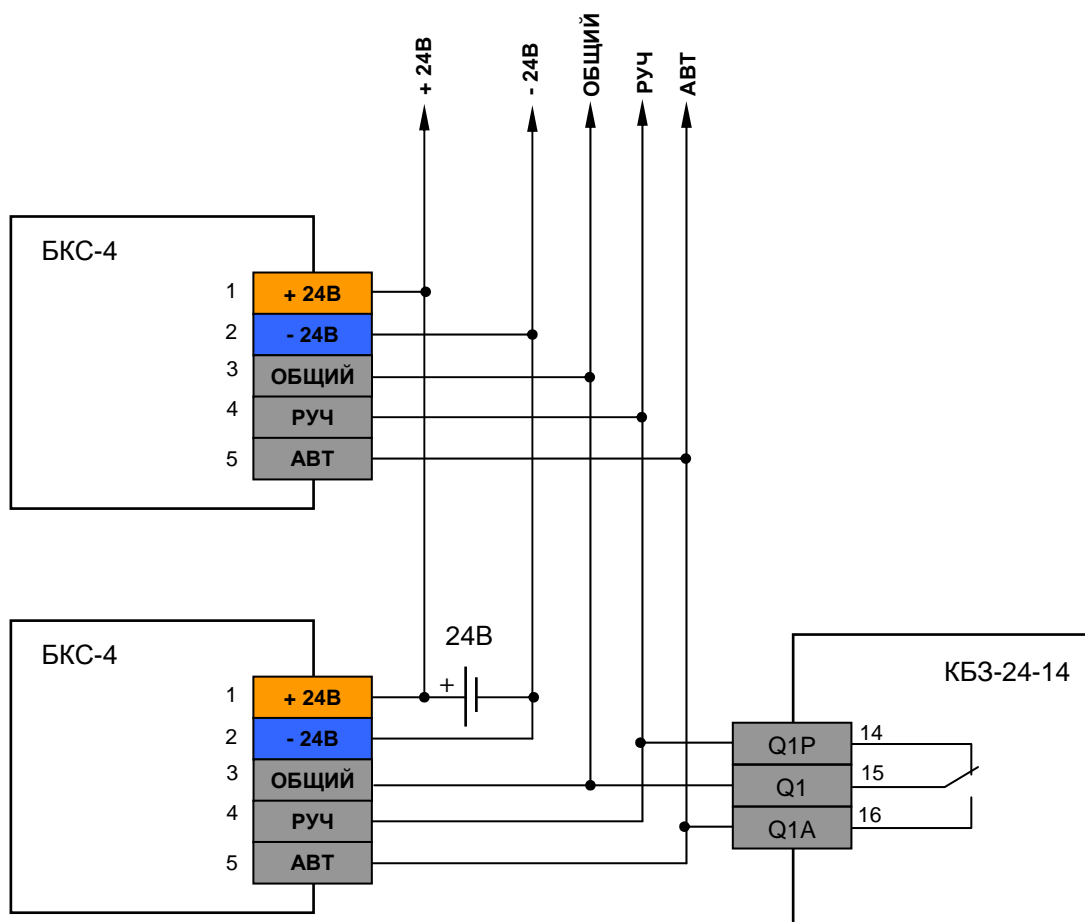 + 24В
- 24В
ОБЩИЙ
РУЧ
АВТ
БКС-4
1 + 24В
2 - 24В
3 ОБЩИЙ
4 РУЧ
5 АВТ
БКС-4
24В
+
1 + 24В
2 - 24В
3 ОБЩИЙ
4 РУЧ
5 АВТ
КБЗ-24-14
Q1P 14
Q1 15
Q1A 16